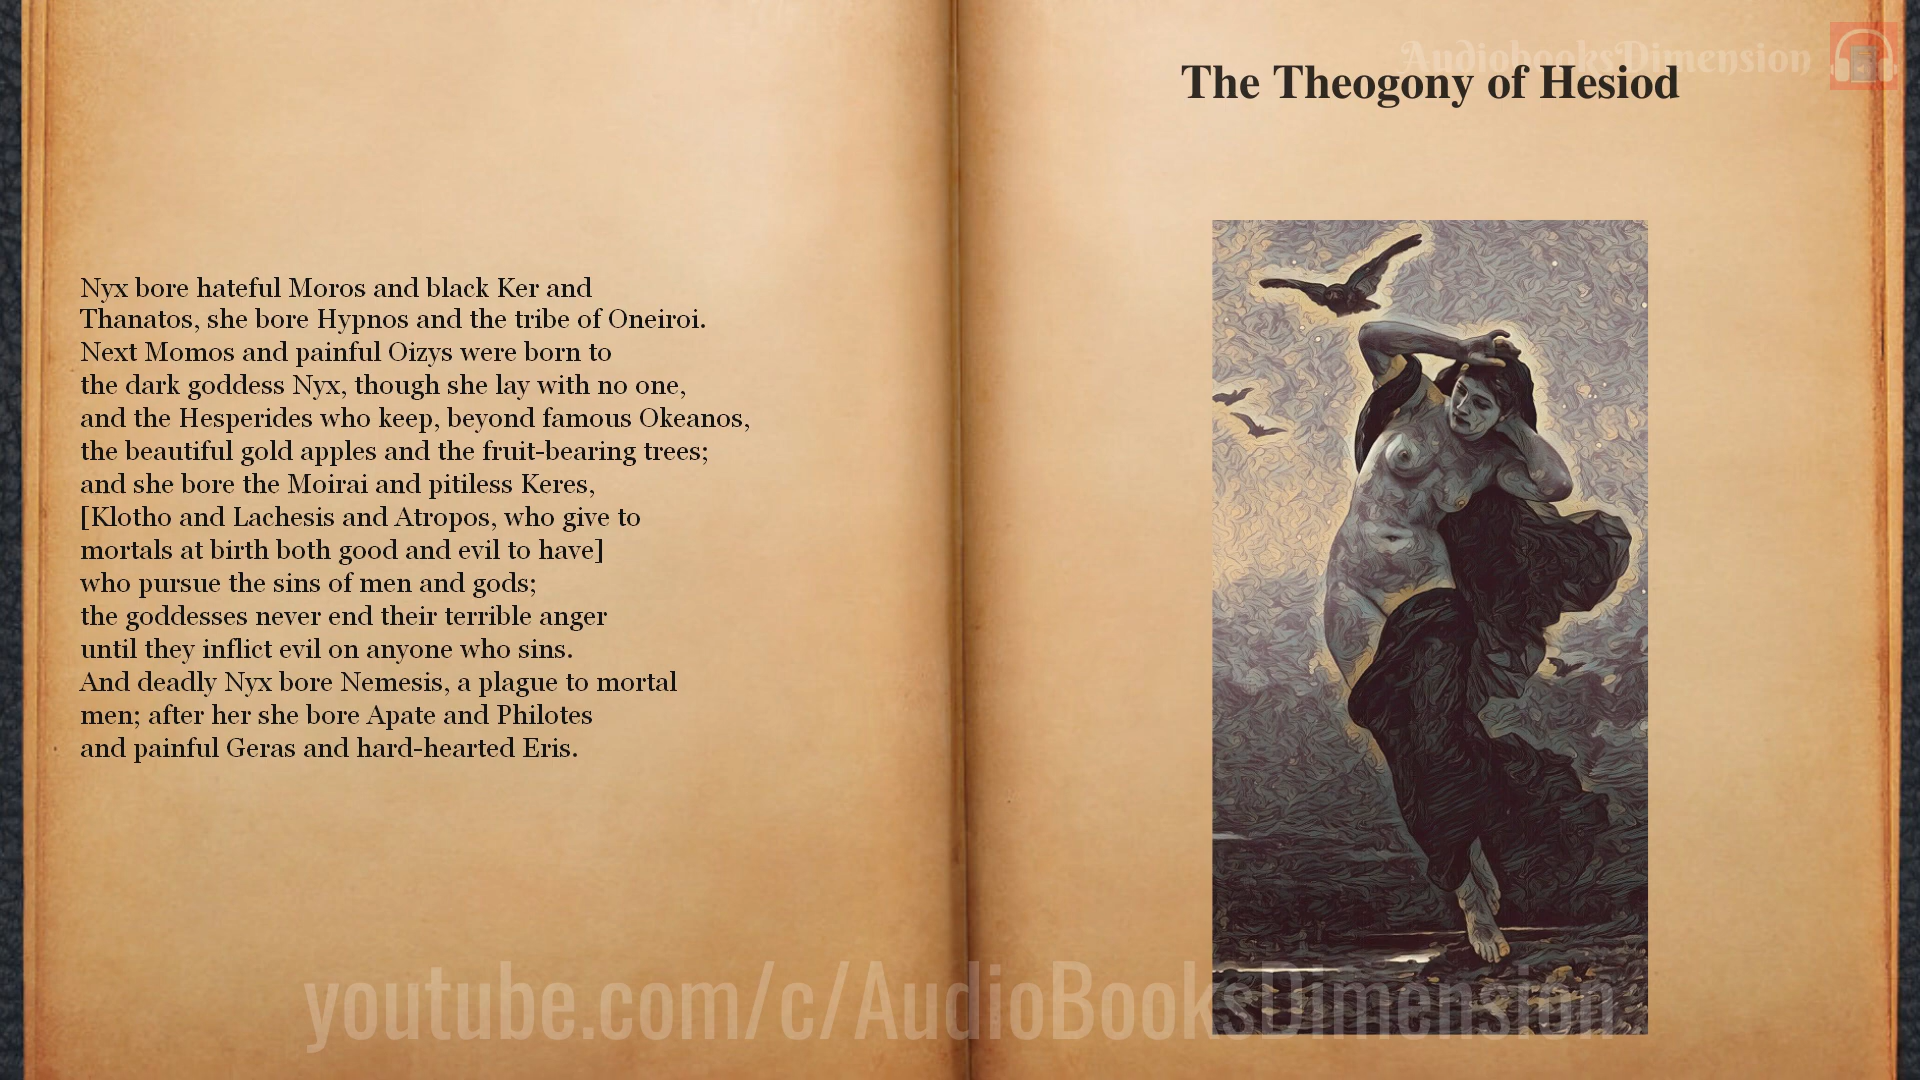 Nyx bore hateful Moros and black Ker and
Thanatos, she bore Hypnos and the tribe of Oneiroi.
Next Momos and painful Oizys were born to
the dark goddess Nyx, though she lay with no one,
and the Hesperides who keep, beyond famous Okeanos,
the beautiful gold apples and the fruit-bearing trees;
and she bore the Moirai and pitiless Keres,
[Klotho and Lachesis and Atropos, who give to
mortals at birth both good and evil to have]
who pursue the sins of men and gods;
the goddesses never end their terrible anger
until they inflict evil on anyone who sins.
And deadly Nyx bore Nemesis, a plague to mortal
men; after her she bore Apate and Philotes
and painful Geras and hard-hearted Eris.
AudiobooksDimension
The Theogony of Hesiod
youtube.com/c/AudioBooksDimension